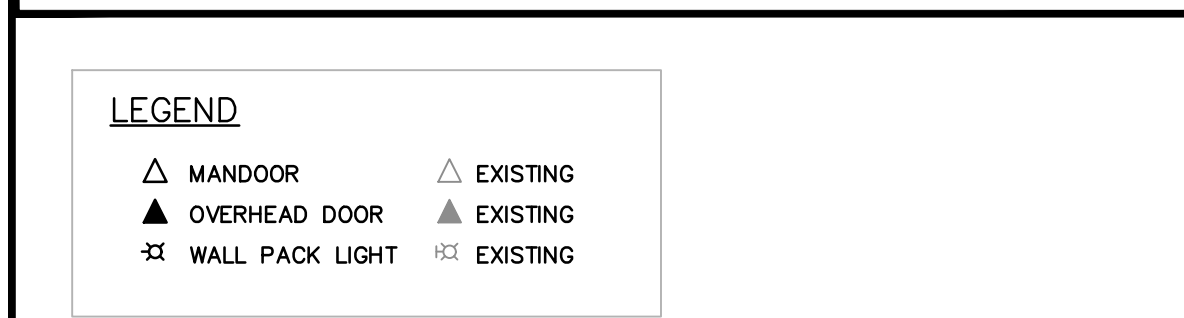 LEGEND
MANDOOR EXISTING
OVERHEAD DOOR EXISTING
WALL PACK LIGHT EXISTING